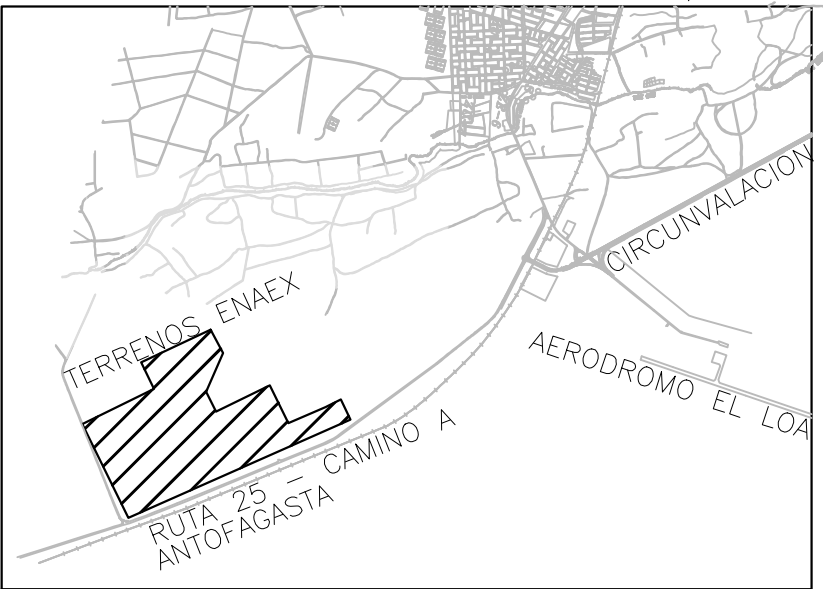 CIRCUNVALACION
TERRENOS ENAEX
AERODROMO EL LOA
RUTA 25 – CAMINO A
ANTOFAGASTA